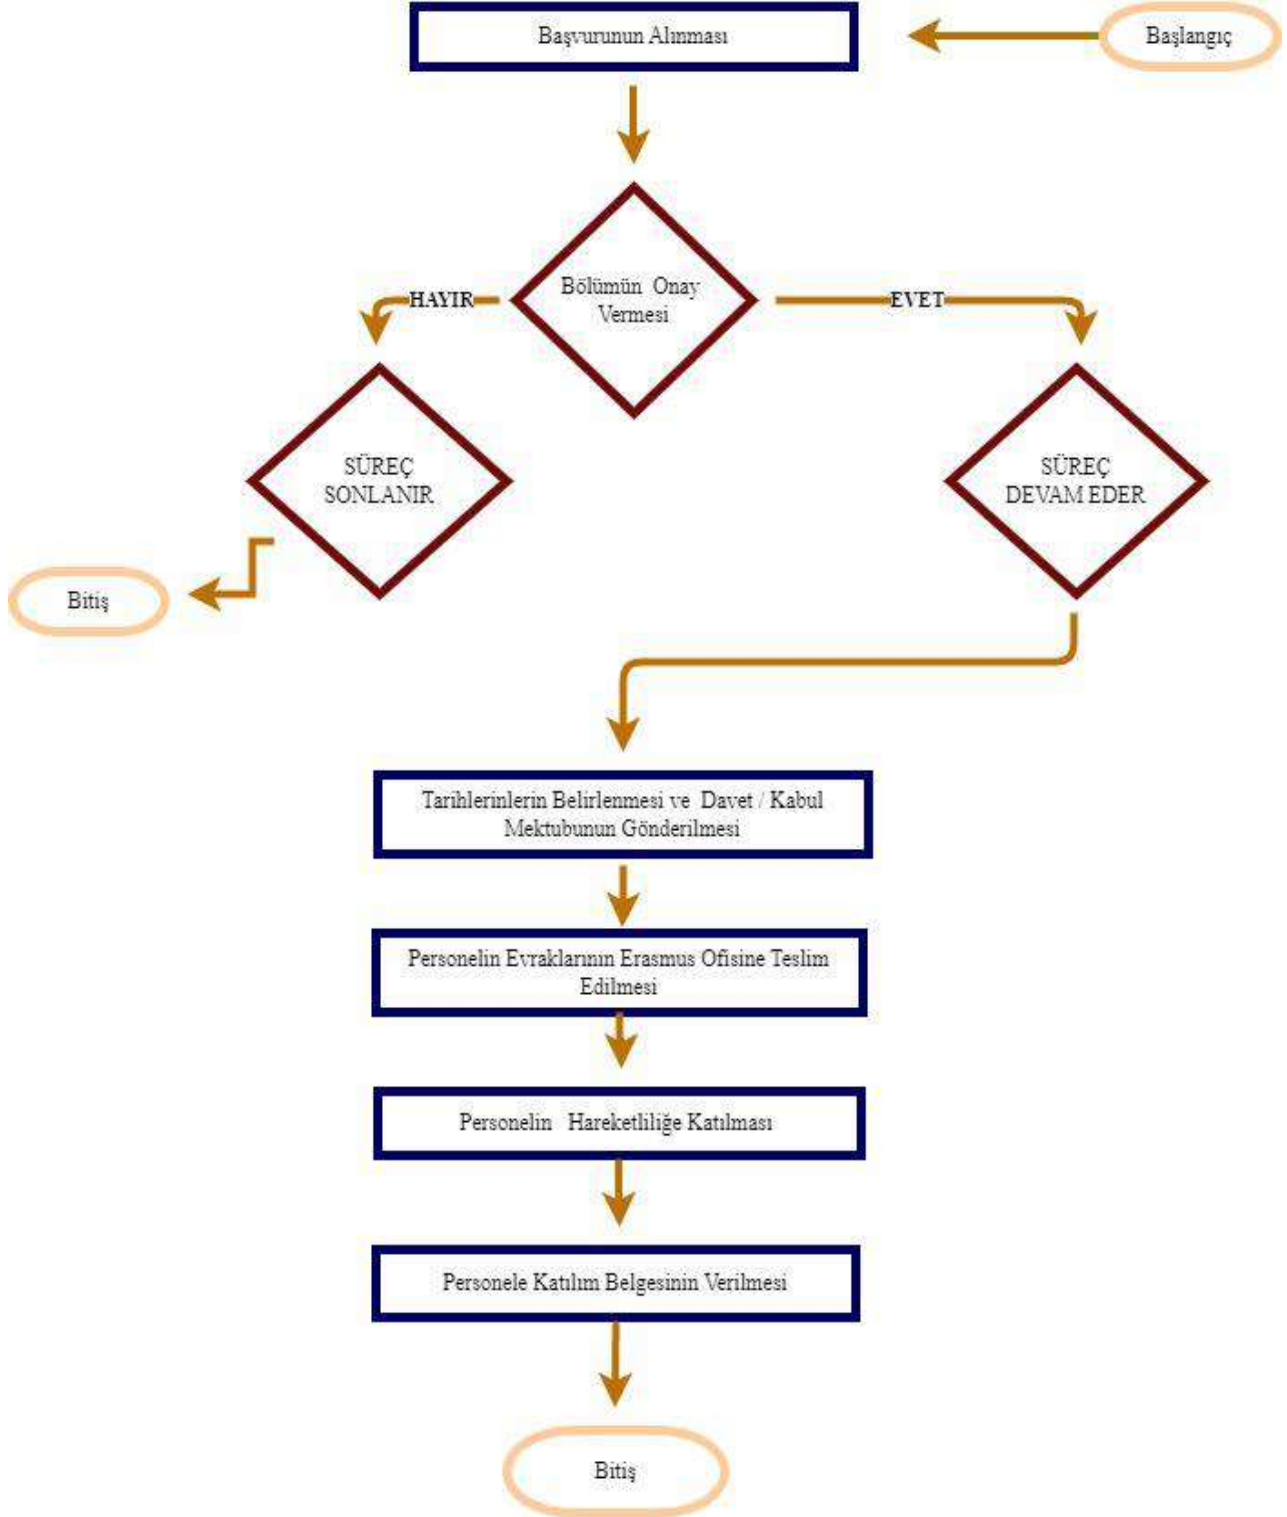 Başvurunun Alınması
Başlangıç
Bölümün Onay
Vermesi
HAYIR
EVET
SÜREÇ
SONLANIR
SÜREÇ
DEVAM EDER
Bitiş
Tarihlerinlerin Belirlenmesi ve Davet / Kabul
Mektubunun Gönderilmesi
Personelin Evraklarının Erasmus Ofisine Teslim
Edilmesi
Personelin Hareketliliğe Katılması
Personele Katılım Belgesinin Verilmesi
Bitiş